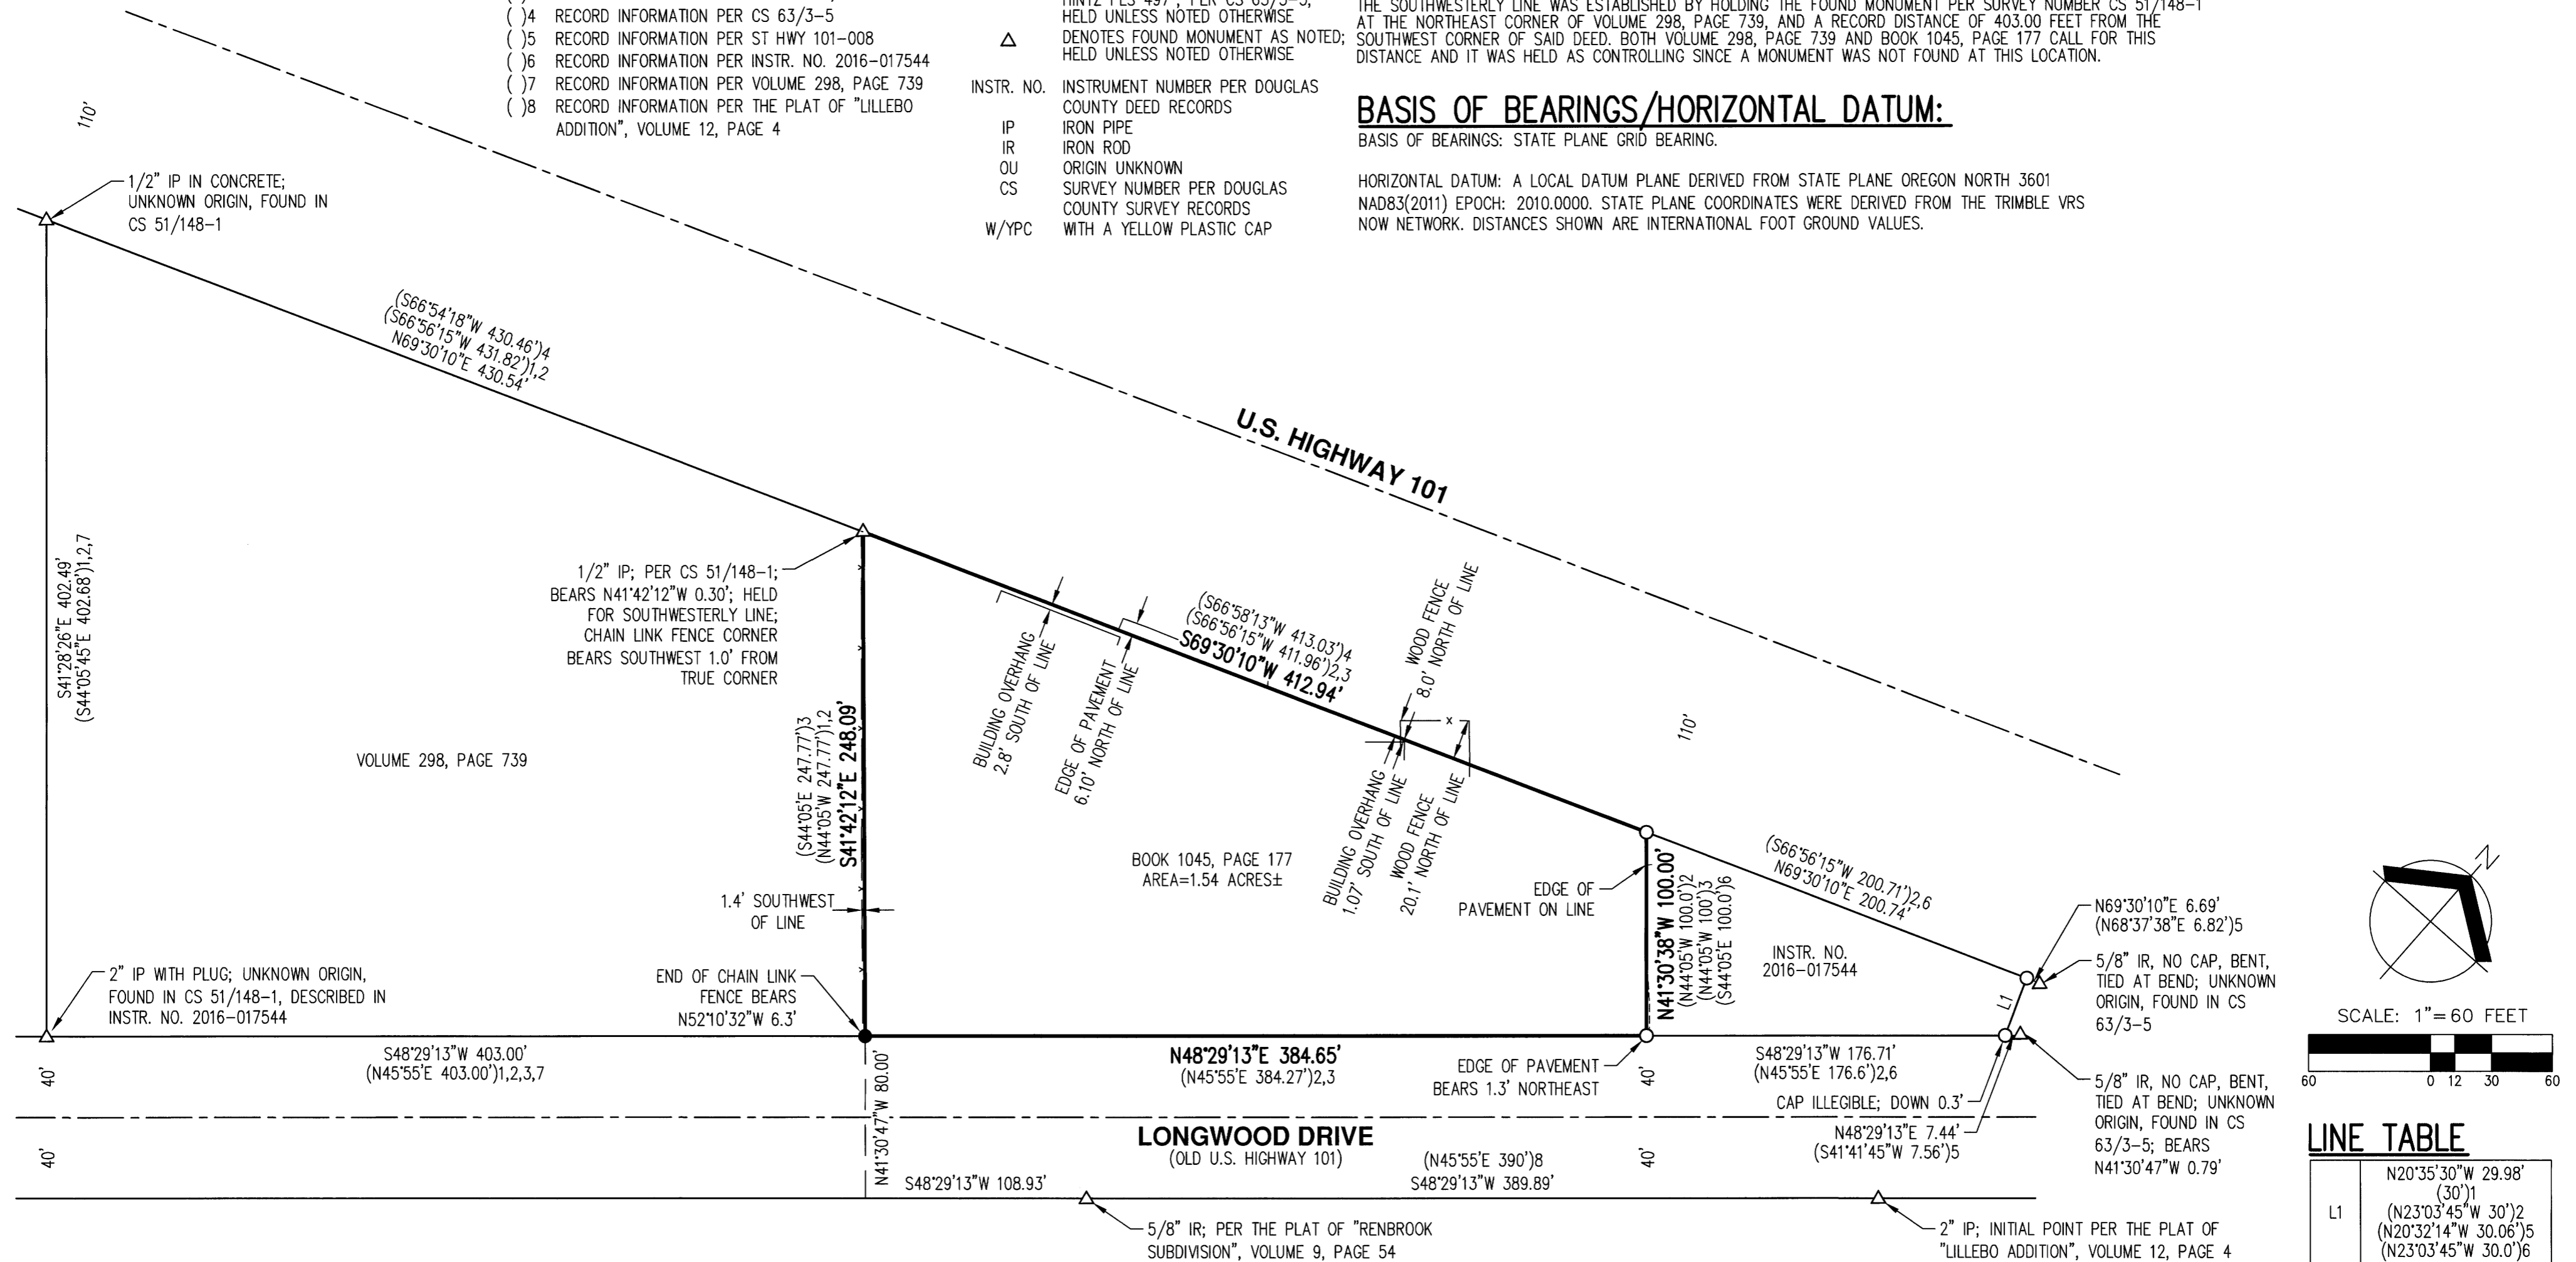 ( )4 RECORD INFORMATION PER CS 63/3-5
( )5 RECORD INFORMATION PER ST HWY 101-008
( )6 RECORD INFORMATION PER INSTR. NO. 2016-017544
( )7 RECORD INFORMATION PER VOLUME 298, PAGE 739
( )8 RECORD INFORMATION PER THE PLAT OF "LILLEBO
ADDITION", VOLUME 12, PAGE 4
HELD UNLESS NOTED OTHERWISE
△ DENOTES FOUND MONUMENT AS NOTED;
HELD UNLESS NOTED OTHERWISE
INSTR. NO. INSTRUMENT NUMBER PER DOUGLAS
COUNTY DEED RECORDS
IP IRON PIPE
IR IRON ROD
OU ORIGIN UNKNOWN
CS SURVEY NUMBER PER DOUGLAS
COUNTY SURVEY RECORDS
W/YPC WITH A YELLOW PLASTIC CAP
THE SOUTHWESTERLY LINE WAS ESTABLISHED BY HOLDING THE FOUND MONUMENT PER SURVEY NUMBER CS 51/148-1
AT THE NORTHEAST CORNER OF VOLUME 298, PAGE 739, AND A RECORD DISTANCE OF 403.00 FEET FROM THE
SOUTHWEST CORNER OF SAID DEED. BOTH VOLUME 298, PAGE 739 AND BOOK 1045, PAGE 177 CALL FOR THIS
DISTANCE AND IT WAS HELD AS CONTROLLING SINCE A MONUMENT WAS NOT FOUND AT THIS LOCATION.
BASIS OF BEARINGS/HORIZONTAL DATUM:
BASIS OF BEARINGS: STATE PLANE GRID BEARING.
HORIZONTAL DATUM: A LOCAL DATUM PLANE DERIVED FROM STATE PLANE OREGON NORTH 3601
NAD83(2011) EPOCH: 2010.0000. STATE PLANE COORDINATES WERE DERIVED FROM THE TRIMBLE VRS
NOW NETWORK. DISTANCES SHOWN ARE INTERNATIONAL FOOT GROUND VALUES.
110'
1/2" IP IN CONCRETE;
UNKNOWN ORIGIN, FOUND IN
CS 51/148-1
(S66°54'18"W 430.46')4
(S66°56'15"W 431.82')1,2
N69°30'10"E 430.54'
U.S. HIGHWAY 101
S41°28'26"E 402.49'
(S44°05'45"E 402.68')1,2,7
1/2" IP; PER CS 51/148-1;
BEARS N41°42'12"W 0.30'; HELD
FOR SOUTHWESTERLY LINE;
CHAIN LINK FENCE CORNER
BEARS SOUTHWEST 1.0' FROM
TRUE CORNER
BUILDING OVERHANG
2.8' SOUTH OF LINE
EDGE OF PAVEMENT
6.10' NORTH OF LINE
(S66°58'13"W 413.03')4
(S66°56'15"W 411.96')2,3
S69°30'10"W 412.94'
WOOD FENCE
8.0' NORTH OF LINE
x
110'
VOLUME 298, PAGE 739
(S44°05'E 247.77')3
(N44°05'W 247.77')1,2
S41°42'12"E 248.09'
BUILDING OVERHANG
1.07' SOUTH OF LINE
WOOD FENCE
20.1' NORTH OF LINE
BOOK 1045, PAGE 177
AREA=1.54 ACRES±
1.4' SOUTHWEST
OF LINE
EDGE OF
PAVEMENT ON LINE
N41°30'38"W 100.00'
(N44°05'W 100.0')2
(N44°05'W 100')3
(S44°05'E 100.0')6
(S66°56'15"W 200.71')2,6
N69°30'10"E 200.74'
INSTR. NO.
2016-017544
N69°30'10"E 6.69'
(N68°37'38"E 6.82')5
5/8" IR, NO CAP, BENT,
TIED AT BEND; UNKNOWN
ORIGIN, FOUND IN CS
63/3-5
L1
N
SCALE: 1"=60 FEET
60 0 12 30 60
2" IP WITH PLUG; UNKNOWN ORIGIN,
FOUND IN CS 51/148-1, DESCRIBED IN
INSTR. NO. 2016-017544
END OF CHAIN LINK
FENCE BEARS
N52°10'32"W 6.3'
S48°29'13"W 403.00'
(N45°55'E 403.00')1,2,3,7
N48°29'13"E 384.65'
(N45°55'E 384.27')2,3
EDGE OF PAVEMENT
BEARS 1.3' NORTHEAST
S48°29'13"W 176.71'
(N45°55'E 176.6')2,6
CAP ILLEGIBLE; DOWN 0.3'
N48°29'13"E 7.44'
(S41°41'45"W 7.56')5
5/8" IR, NO CAP, BENT,
TIED AT BEND; UNKNOWN
ORIGIN, FOUND IN CS
63/3-5; BEARS
N41°30'47"W 0.79'
40'
40'
40'
40'
N41°30'47"W 80.00'
LONGWOOD DRIVE
(OLD U.S. HIGHWAY 101)
(N45°55'E 390')8
S48°29'13"W 108.93'
S48°29'13"W 389.89'
5/8" IR; PER THE PLAT OF "RENBROOK
SUBDIVISION", VOLUME 9, PAGE 54
2" IP; INITIAL POINT PER THE PLAT OF
"LILLEBO ADDITION", VOLUME 12, PAGE 4
LINE TABLE
L1
N20°35'30"W 29.98'
(30')1
(N23°03'45"W 30')2
(N20°32'14"W 30.06')5
(N23°03'45"W 30.0')6